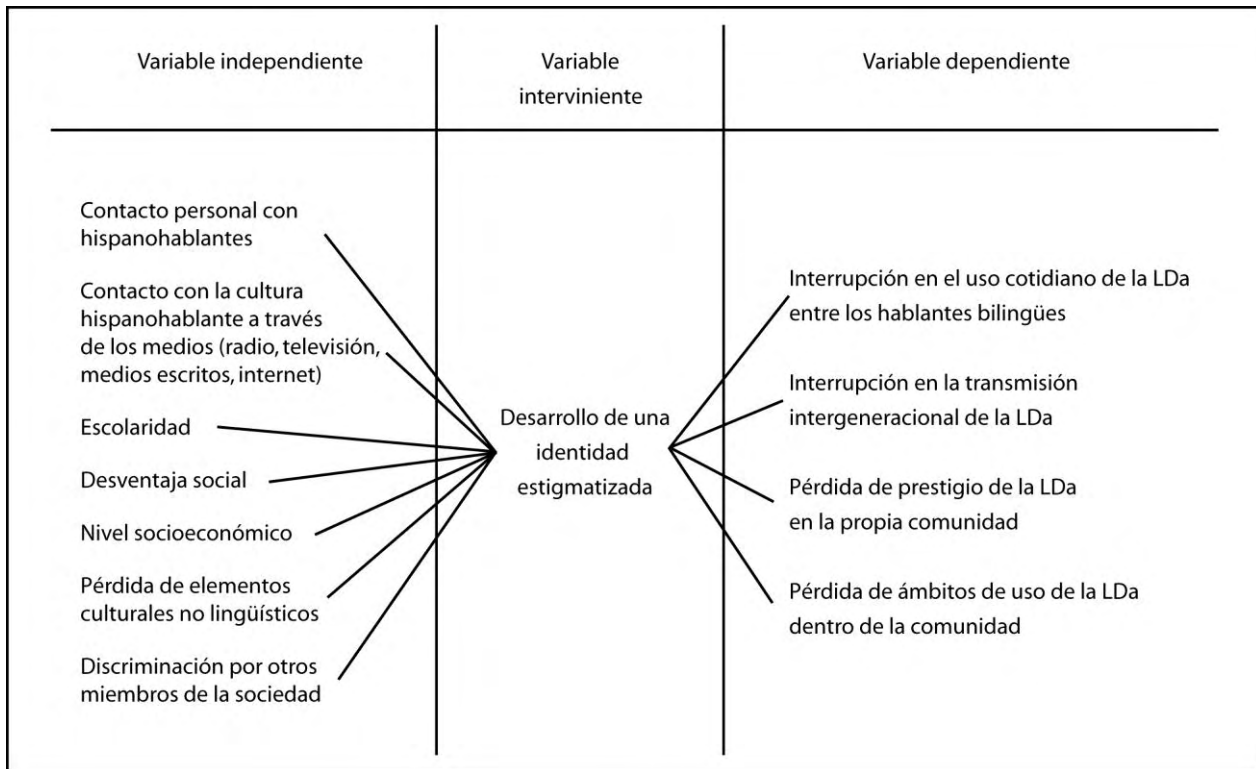 Variable independiente
Variable
interviniente
Variable dependiente
Contacto personal con
hispanohablantes
Contacto con la cultura
hispanohablante a través
de los medios (radio, televisión,
medios escritos, internet)
Escolaridad
Desventaja social
Nivel socioeconómico
Pérdida de elementos
culturales no lingüísticos
Discriminación por otros
miembros de la sociedad
Desarrollo de una
identidad
estigmatizada
Interrupción en el uso cotidiano de la LDa
entre los hablantes bilingües
Interrupción en la transmisión
intergeneracional de la LDa
Pérdida de prestigio de la LDa
en la propia comunidad
Pérdida de ámbitos de uso de la LDa
dentro de la comunidad